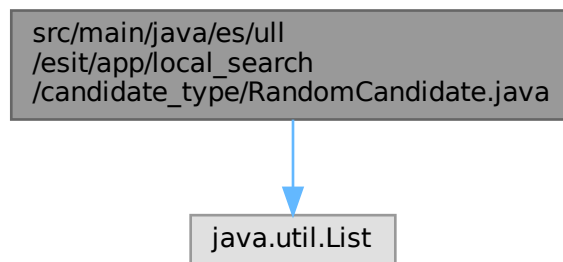 src/main/java/es/ull
/esit/app/local_search
/candidate_type/RandomCandidate.java
java.util.List